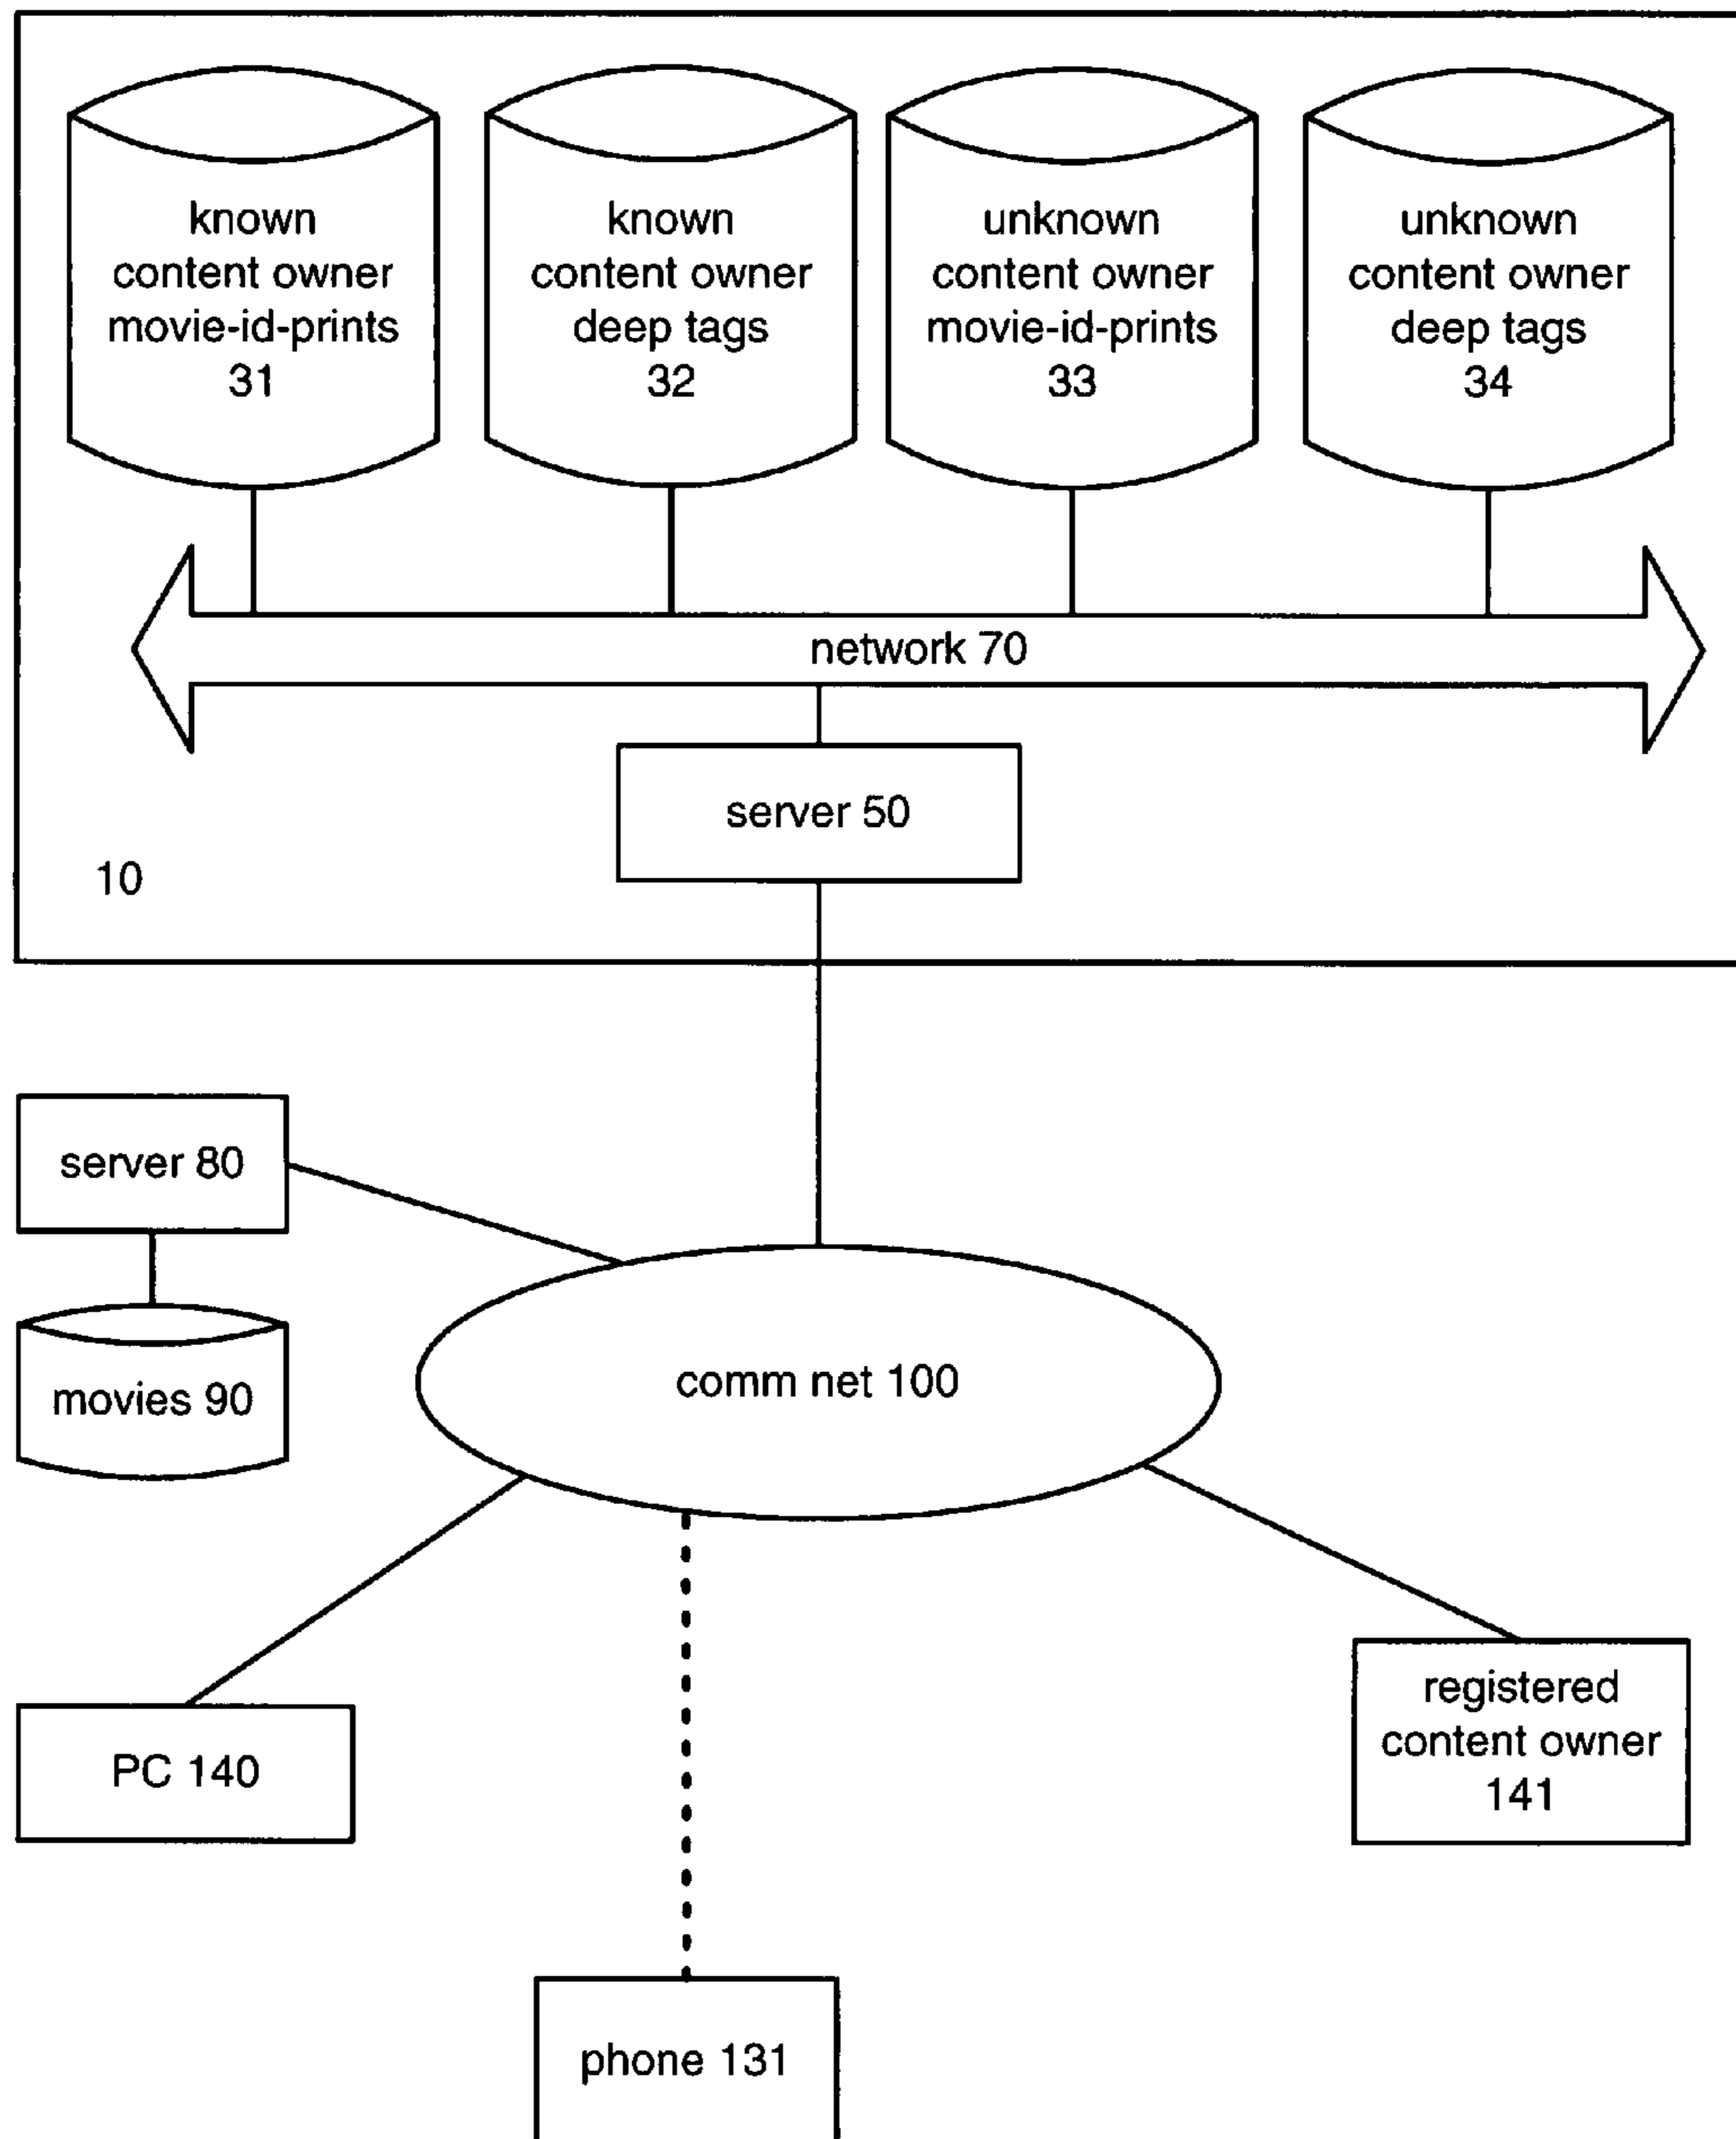 known
content owner
movie-id-prints
31
known
content owner
deep tags
32
unknown
content owner
movie-id-prints
33
unknown
content owner
deep tags
34
network 70
server 50
10
server 80
movies 90
comm net 100
PC 140
registered
content owner
141
phone 131